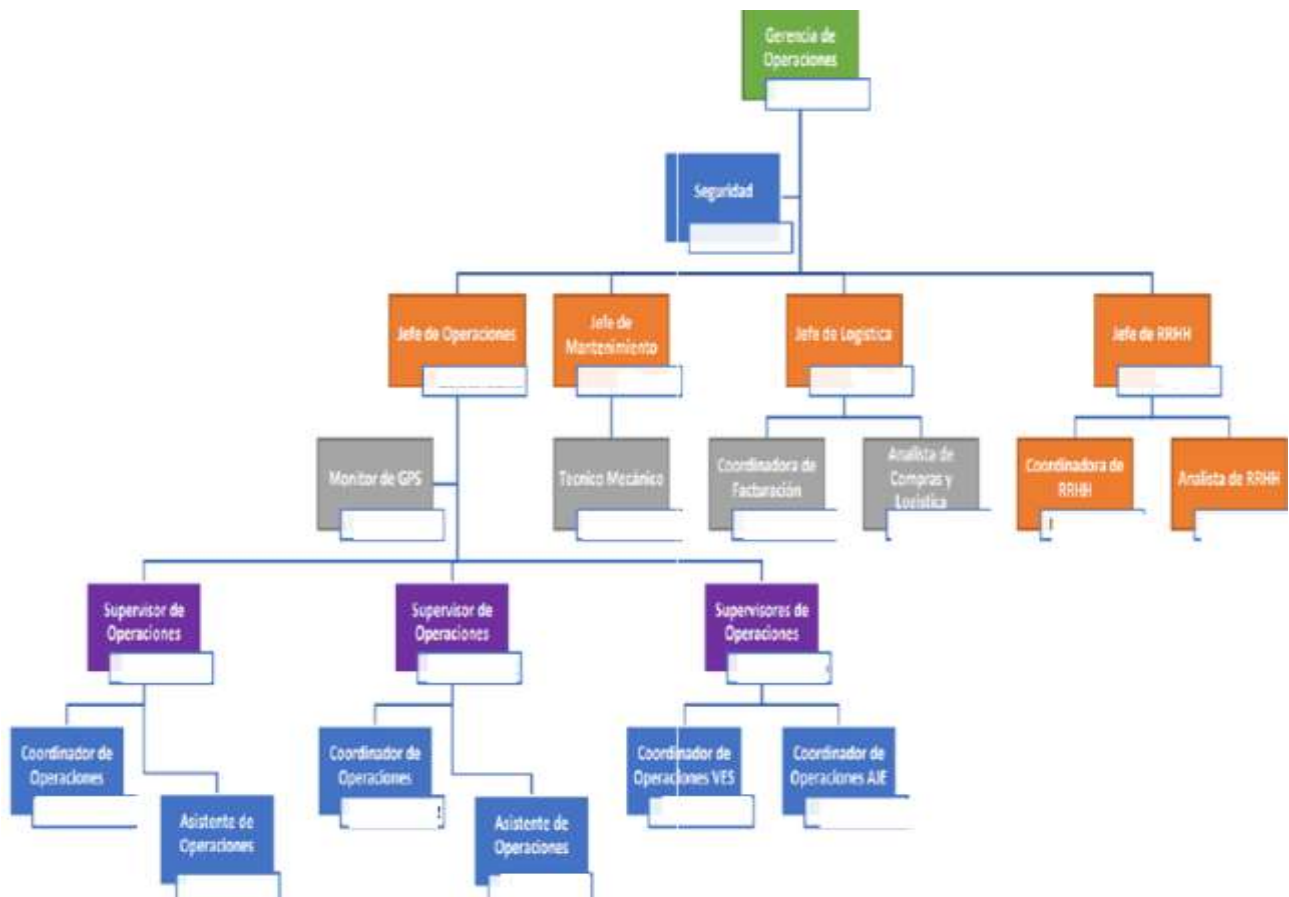 Gerencia de
Operaciones
Seguridad
Jefe de Operaciones
Jefe de
Mantenimiento
Jefe de Logística
Jefe de RRHH
Monitor de GPS
Tecnico Mecánico
Coordinadora de
Facturación
Analista de
Compras y
Logística
Coordinadora de
RRHH
Analista de RRHH
Supervisor de
Operaciones
Supervisor de
Operaciones
Supervisores de
Operaciones
Coordinador de
Operaciones
Asistente de
Operaciones
Coordinador de
Operaciones
Asistente de
Operaciones
Coordinador de
Operaciones VES
Coordinador de
Operaciones AJE